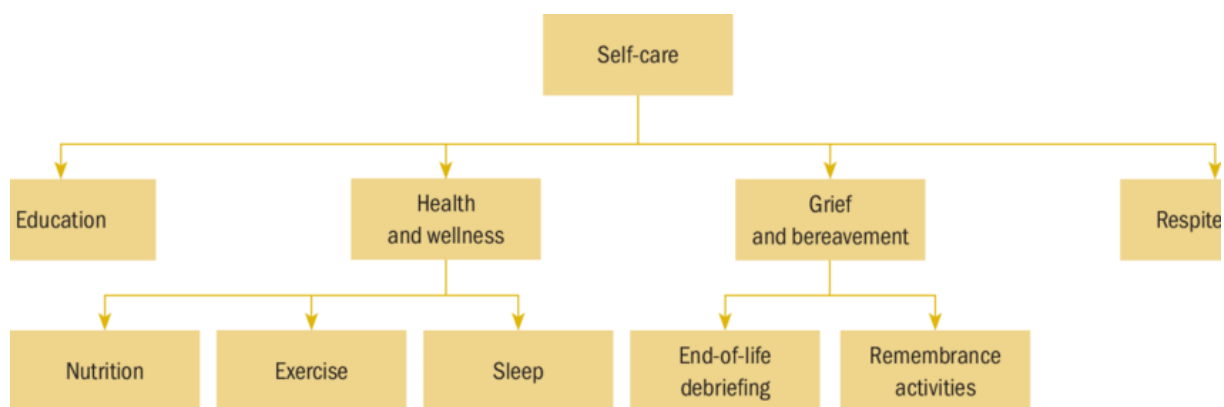 Self-care
Education
Health
and wellness
Grief
and bereavement
Respite
Nutrition
Exercise
Sleep
End-of-life
debriefing
Remembrance
activities